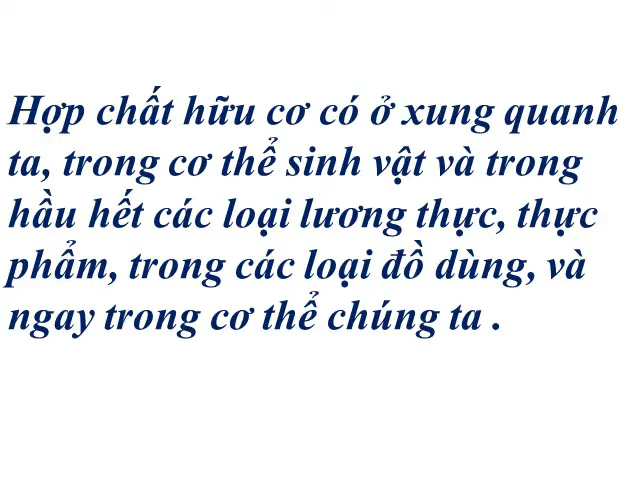 Hợp chất hữu cơ có ở xung quanh
ta, trong cơ thể sinh vật và trong
hầu hết các loại lương thực, thực
phẩm, trong các loại đồ dùng, và
ngay trong cơ thể chúng ta .